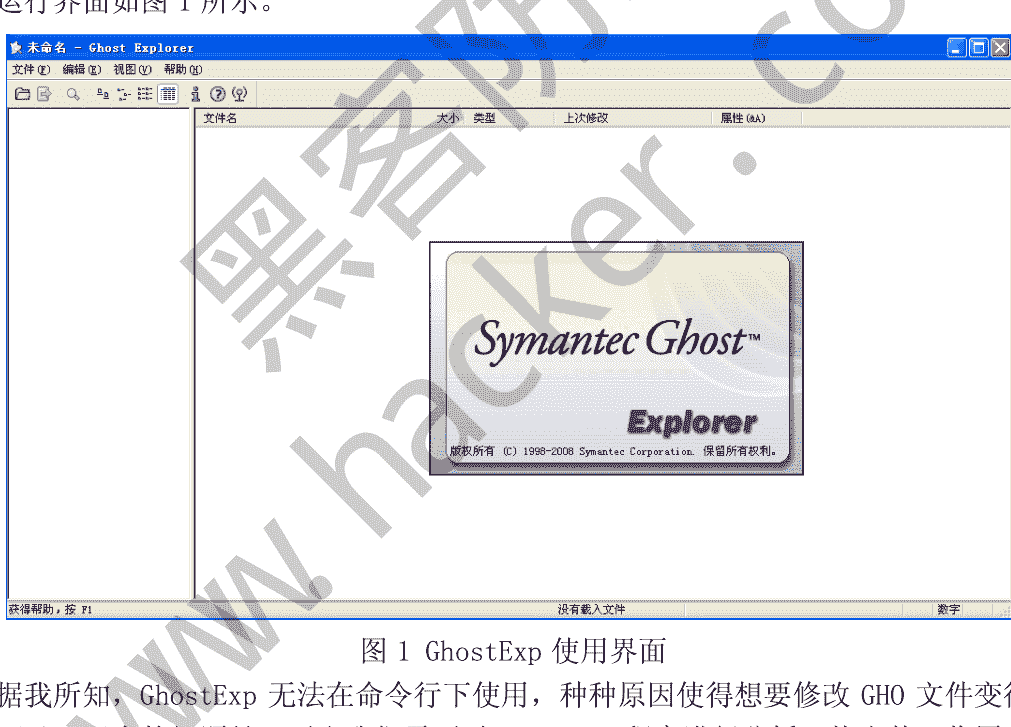 运行界面如图 1 所示。
未命名 - Ghost Explorer
文件(F) 编辑(E) 视图(V) 帮助(H)
文件名 大小 类型 上次修改 属性(&A)
Symantec Ghost™
Explorer
版权所有 (C) 1998-2008 Symantec Corporation. 保留所有权利。
获得帮助,按 F1 没有载入文件 数字
图 1 GhostExp 使用界面
据我所知,GhostExp 无法在命令行下使用,种种原因使得想要修改 GHO 文件变得
黑客防
www.hacker.co